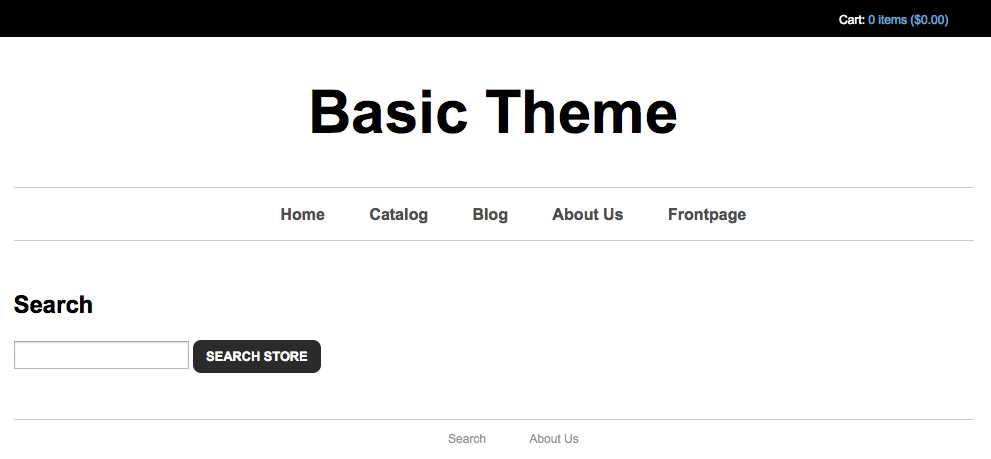 Cart: 0 items ($0.00)
Basic Theme
Home Catalog Blog About Us Frontpage
Search
SEARCH STORE
Search About Us